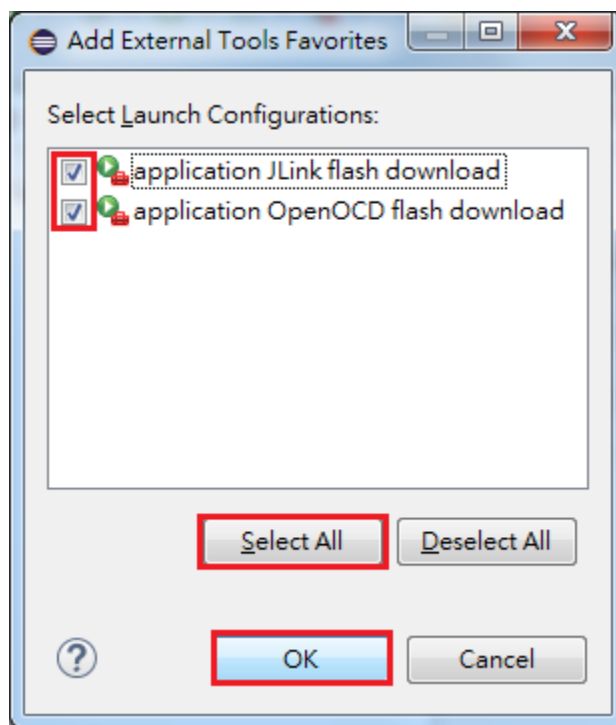 Add External Tools Favorites
Select Launch Configurations:
application JLink flash download
application OpenOCD flash download
Select All
Deselect All
?
OK
Cancel